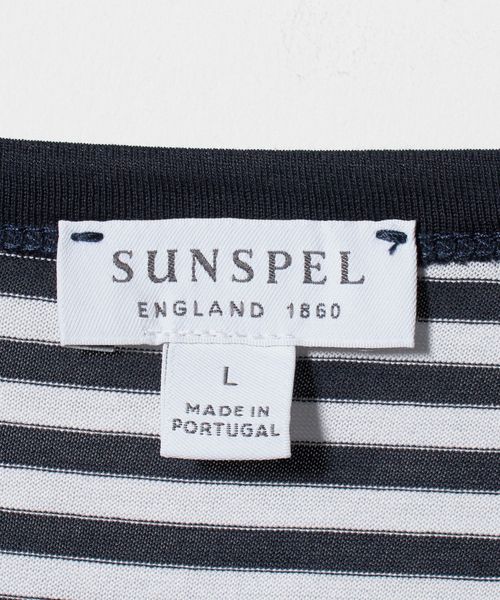 SUNSPEL
ENGLAND 1860
L
MADE IN
PORTUGAL